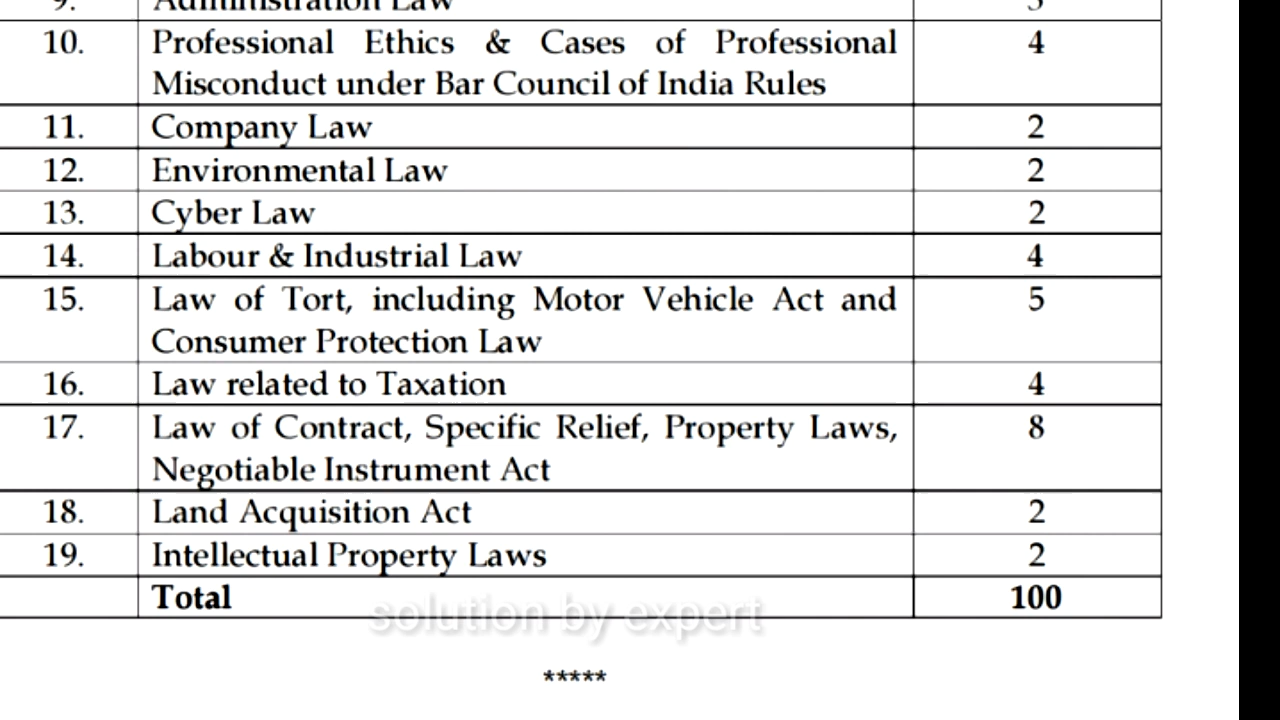 9. Administration Law 3
10. Professional Ethics & Cases of Professional 4
Misconduct under Bar Council of India Rules
11. Company Law 2
12. Environmental Law 2
13. Cyber Law 2
14. Labour & Industrial Law 4
15. Law of Tort, including Motor Vehicle Act and 5
Consumer Protection Law
16. Law related to Taxation 4
17. Law of Contract, Specific Relief, Property Laws, 8
Negotiable Instrument Act
18. Land Acquisition Act 2
19. Intellectual Property Laws 2
Total 100
solution by expert
*****